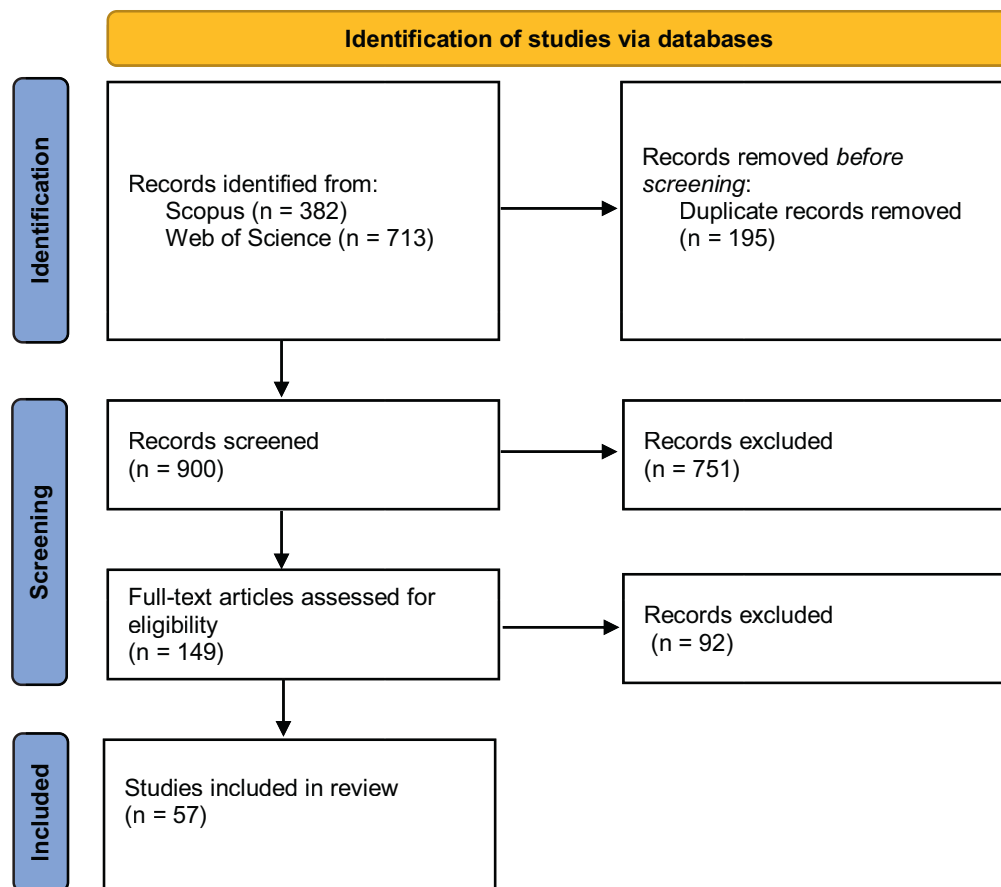 Identification of studies via databases
Identification
Records identified from:
Scopus (n = 382)
Web of Science (n = 713)
Records removed before
screening:
Duplicate records removed
(n = 195)
Screening
Records screened
(n = 900)
Records excluded
(n = 751)
Full-text articles assessed for
eligibility
(n = 149)
Records excluded
(n = 92)
Included
Studies included in review
(n = 57)